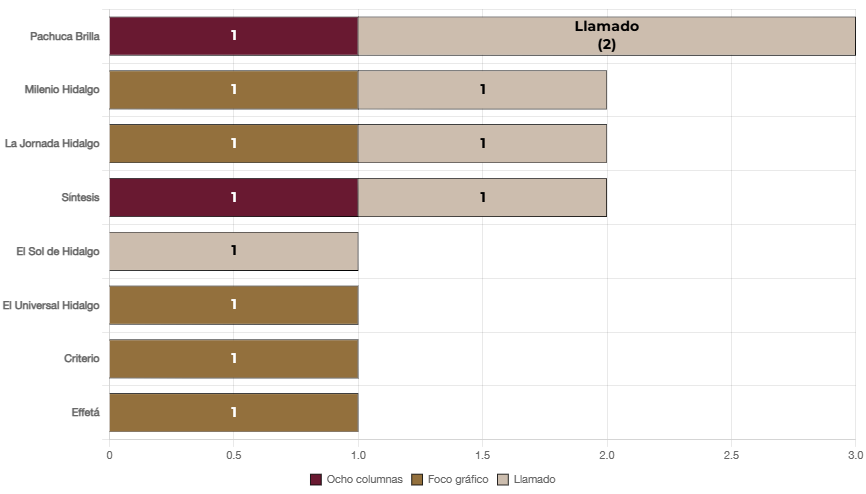 Pachuca Brilla 1 Llamado
(2)
Milenio Hidalgo 1 1
La Jornada Hidalgo 1 1
Síntesis 1 1
El Sol de Hidalgo 1
El Universal Hidalgo 1
Criterio 1
Effetá 1
0 0.5 1.0 1.5 2.0 2.5 3.0
Ocho columnas Foco gráfico Llamado